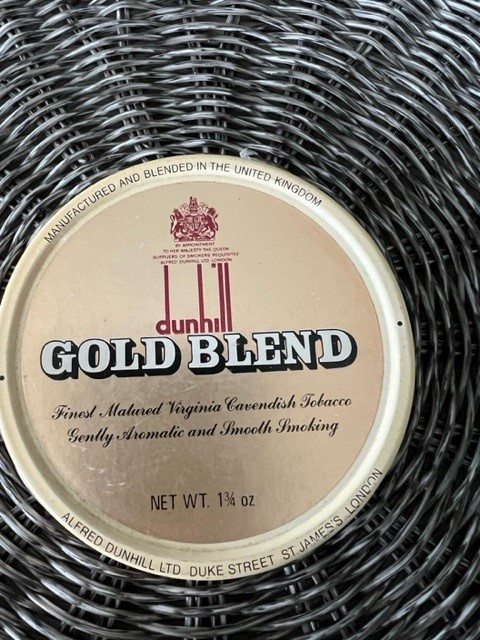 MANUFACTURED AND BLENDED IN THE UNITED KINGDOM
BY APPOINTMENT
TO HER MAJESTY THE QUEEN
SUPPLIERS OF SMOKERS REQUISITES
ALFRED DUNHILL LTD LONDON
dunhill
GOLD BLEND
Finest Matured Virginia Cavendish Tobacco
Gently Aromatic and Smooth Smoking
NET WT. 1¾ oz
ALFRED DUNHILL LTD DUKE STREET ST JAMES'S LONDON